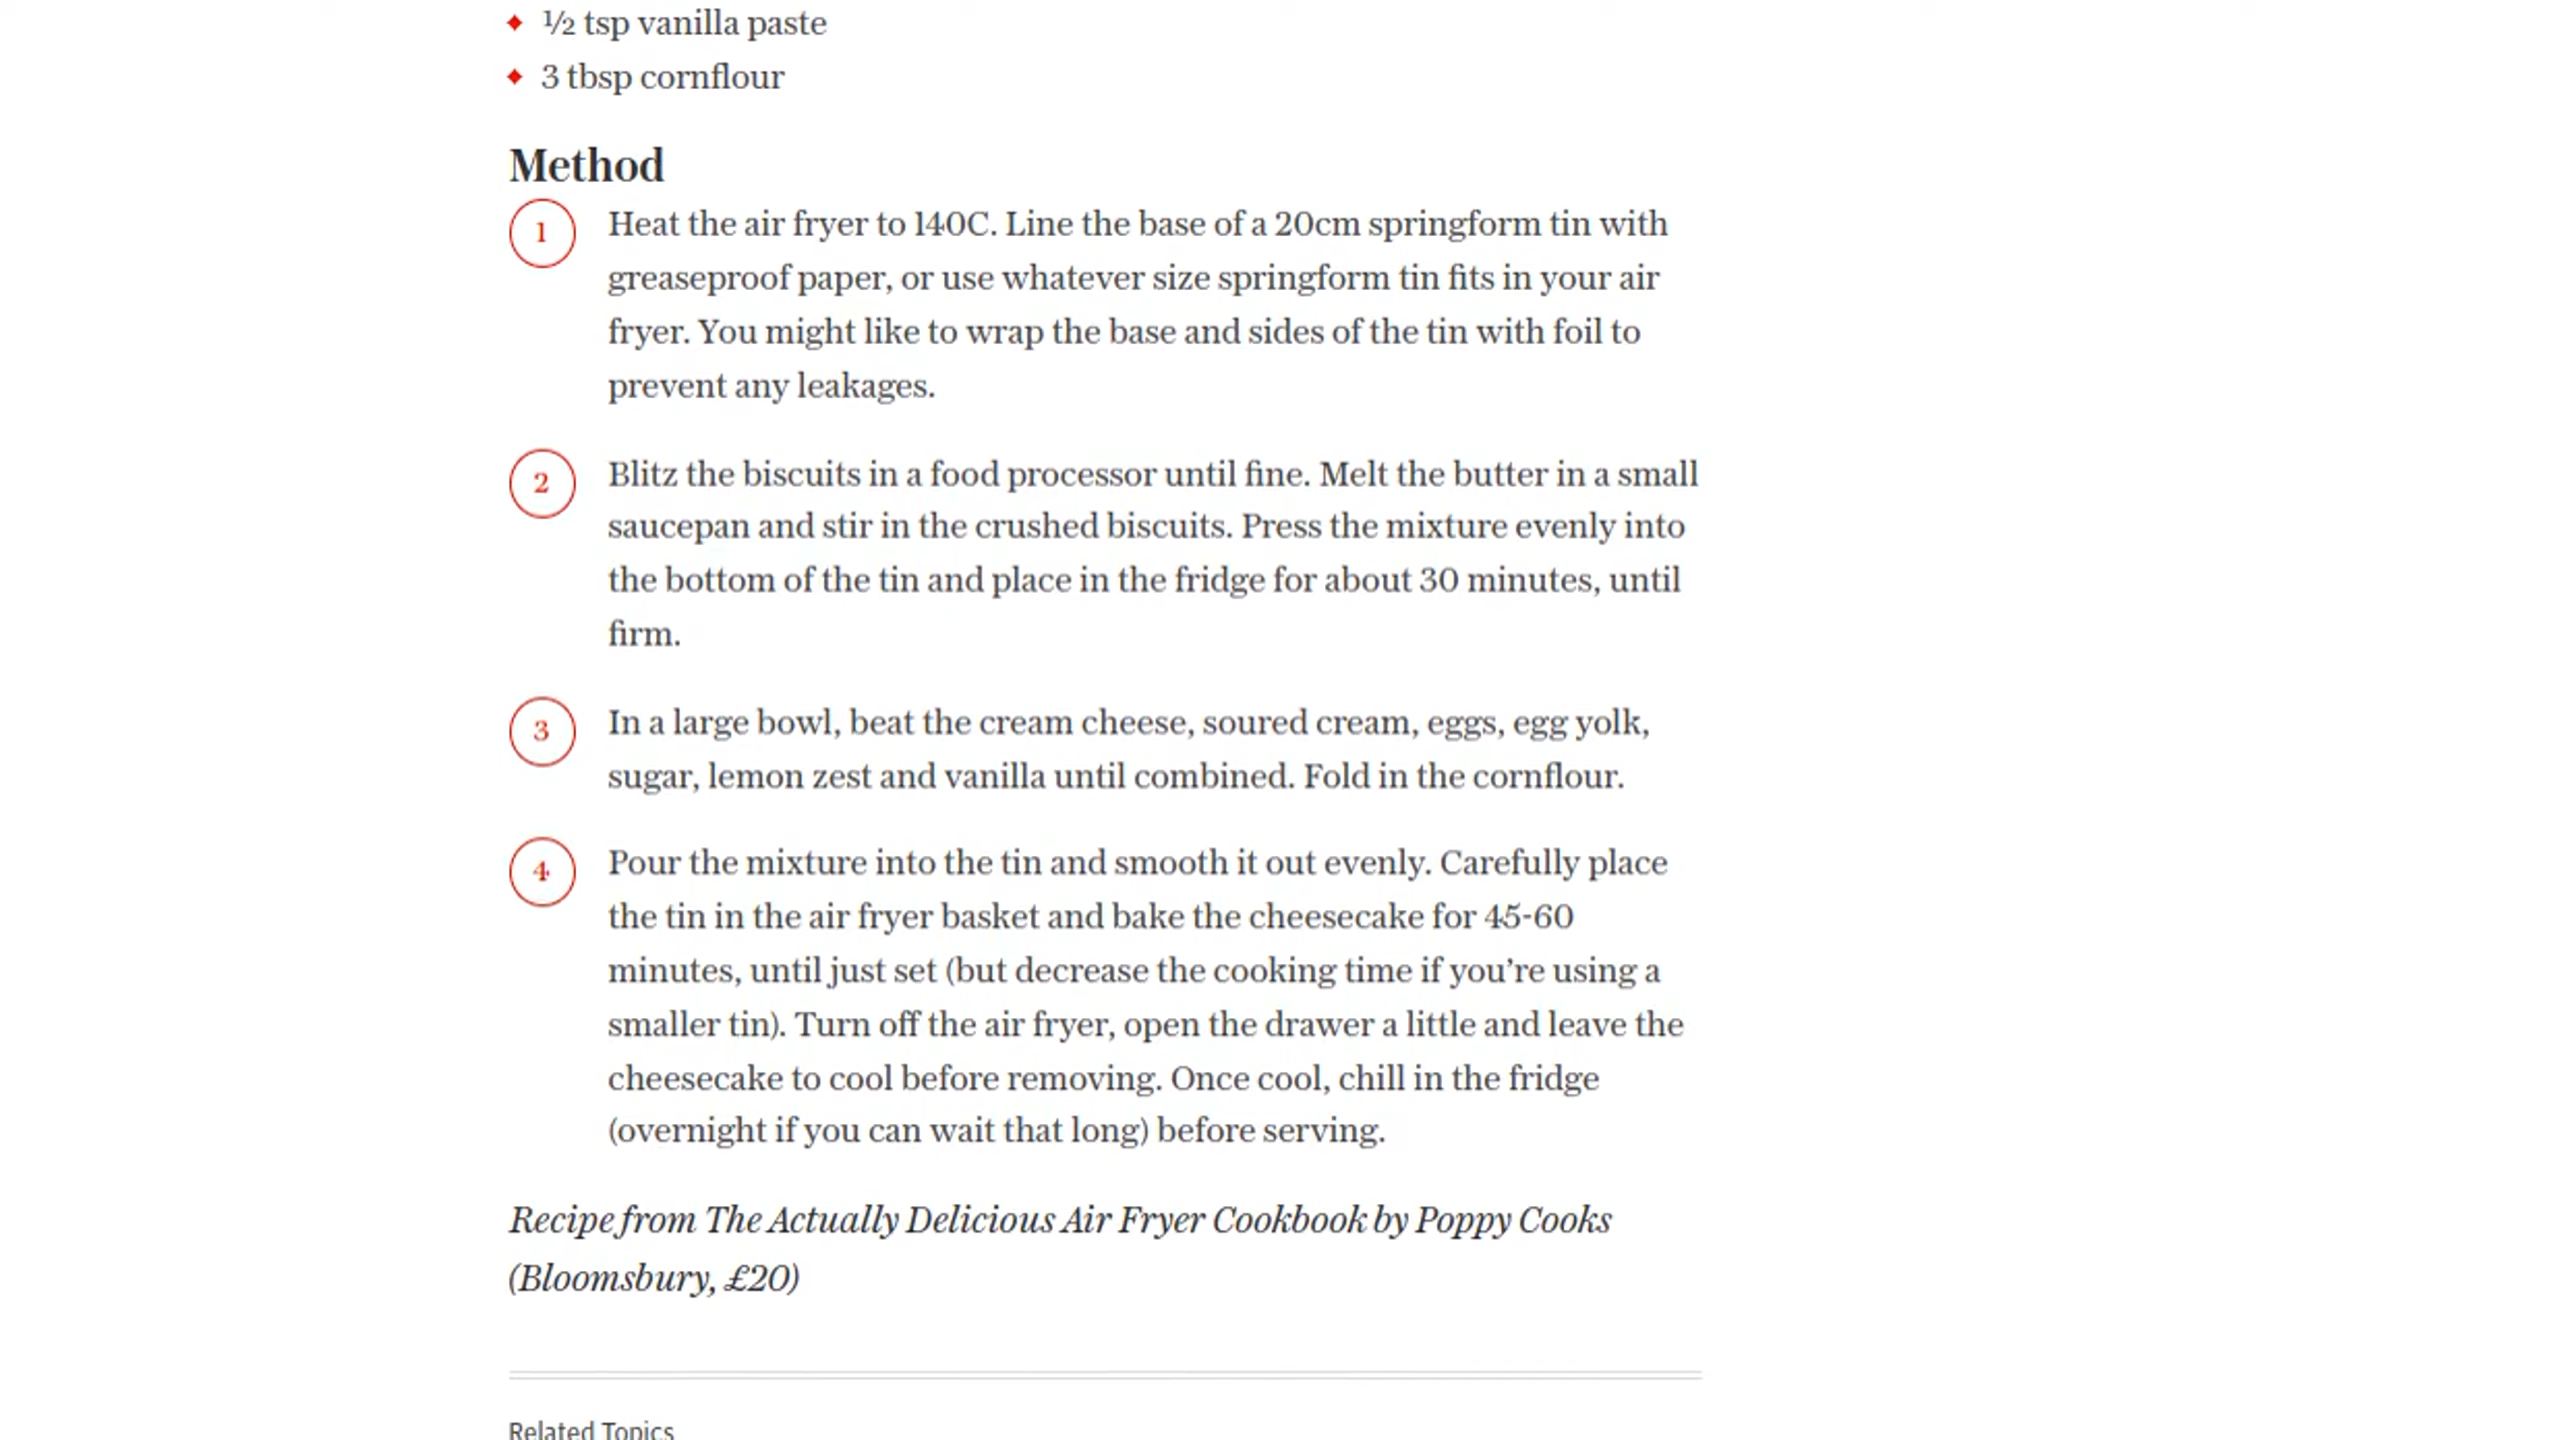 ½ tsp vanilla paste
3 tbsp cornflour
Method
1
Heat the air fryer to 140C. Line the base of a 20cm springform tin with
greaseproof paper, or use whatever size springform tin fits in your air
fryer. You might like to wrap the base and sides of the tin with foil to
prevent any leakages.
2
Blitz the biscuits in a food processor until fine. Melt the butter in a small
saucepan and stir in the crushed biscuits. Press the mixture evenly into
the bottom of the tin and place in the fridge for about 30 minutes, until
firm.
3
In a large bowl, beat the cream cheese, soured cream, eggs, egg yolk,
sugar, lemon zest and vanilla until combined. Fold in the cornflour.
4
Pour the mixture into the tin and smooth it out evenly. Carefully place
the tin in the air fryer basket and bake the cheesecake for 45-60
minutes, until just set (but decrease the cooking time if you’re using a
smaller tin). Turn off the air fryer, open the drawer a little and leave the
cheesecake to cool before removing. Once cool, chill in the fridge
(overnight if you can wait that long) before serving.
Recipe from The Actually Delicious Air Fryer Cookbook by Poppy Cooks
(Bloomsbury, £20)
Related Topics